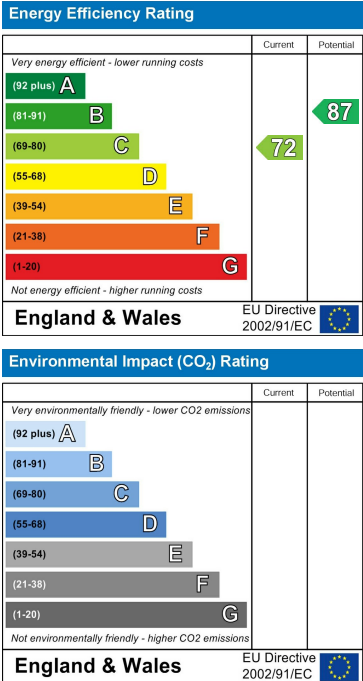 Energy Efficiency Rating
Current Potential
Very energy efficient - lower running costs
(92 plus) A
(81-91) B
87
(69-80) C
72
(55-68) D
(39-54) E
(21-38) F
(1-20) G
Not energy efficient - higher running costs
England & Wales
EU Directive
2002/91/EC
Environmental Impact (CO₂) Rating
Current Potential
Very environmentally friendly - lower CO2 emissions
(92 plus) A
(81-91) B
(69-80) C
(55-68) D
(39-54) E
(21-38) F
(1-20) G
Not environmentally friendly - higher CO2 emissions
England & Wales
EU Directive
2002/91/EC